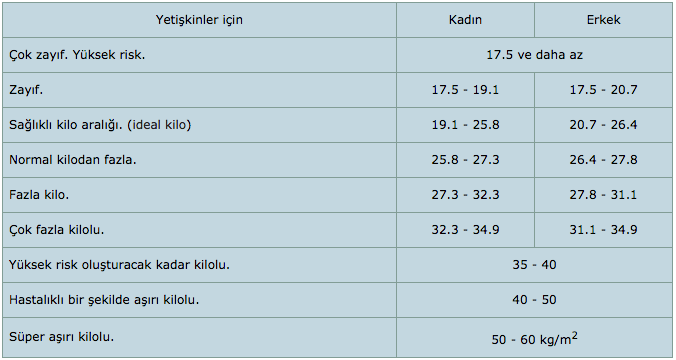 Yetişkinler için Kadın Erkek
Çok zayıf. Yüksek risk. 17.5 ve daha az
Zayıf. 17.5 - 19.1 17.5 - 20.7
Sağlıklı kilo aralığı. (ideal kilo) 19.1 - 25.8 20.7 - 26.4
Normal kilodan fazla. 25.8 - 27.3 26.4 - 27.8
Fazla kilo. 27.3 - 32.3 27.8 - 31.1
Çok fazla kilolu. 32.3 - 34.9 31.1 - 34.9
Yüksek risk oluşturacak kadar kilolu. 35 - 40
Hastalıklı bir şekilde aşırı kilolu. 40 - 50
Süper aşırı kilolu. 50 - 60 kg/m²